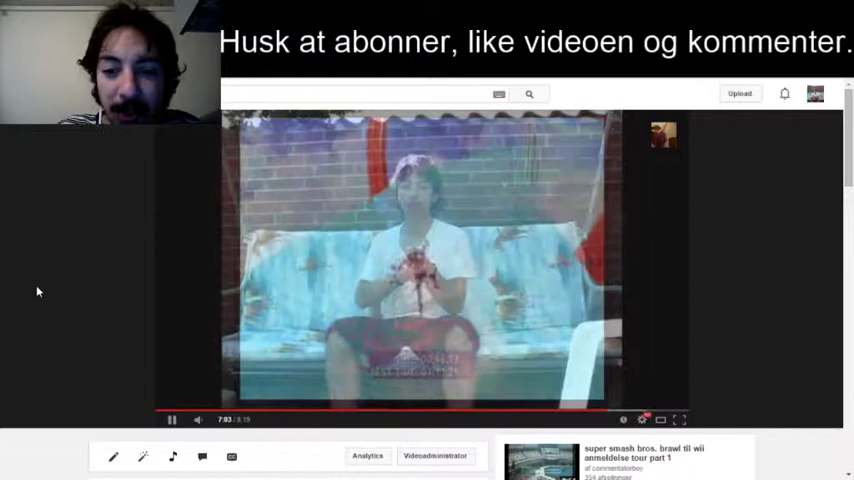 Husk at abonner, like videoen og kommenter.
Upload
7:03 / 8:19
Analytics
Videoadministrator
super smash bros. brawl til wii
anmeldelse tour part 1
af commentatorboy
354 afspilninger